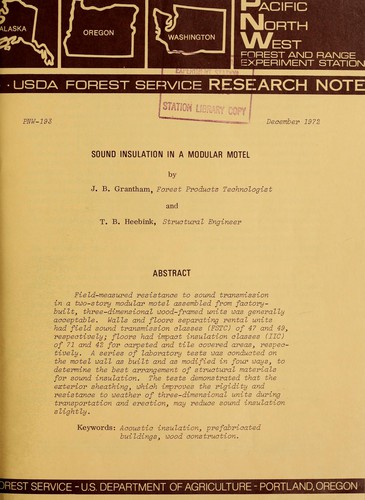 PACIFIC
NORTH
WEST
FOREST AND RANGE
EXPERIMENT STATION
ALASKA
OREGON
WASHINGTON
USDA FOREST SERVICE RESEARCH NOTE
STATION LIBRARY COPY
PNW-193 December 1972
SOUND INSULATION IN A MODULAR MOTEL
by
J. B. Grantham, Forest Products Technologist
and
T. B. Heebink, Structural Engineer
ABSTRACT
Field-measured resistance to sound transmission
in a two-story modular motel assembled from factory-
built, three-dimensional wood-framed units was generally
acceptable. Walls and floors separating rental units
had field sound transmission classes (FSTC) of 47 and 49,
respectively; floors had impact insulation classes (IIC)
of 71 and 42 for carpeted and tile covered areas, respec-
tively. A series of laboratory tests was conducted on
the motel wall as built and as modified in four ways, to
determine the best arrangement of structural materials
for sound insulation. The tests demonstrated that the
exterior sheathing, which improves the rigidity and
resistance to weather of three-dimensional units during
transportation and erection, may reduce sound insulation
slightly.
Keywords: Acoustic insulation, prefabricated
buildings, wood construction.
FOREST SERVICE - U.S. DEPARTMENT OF AGRICULTURE - PORTLAND, OREGON